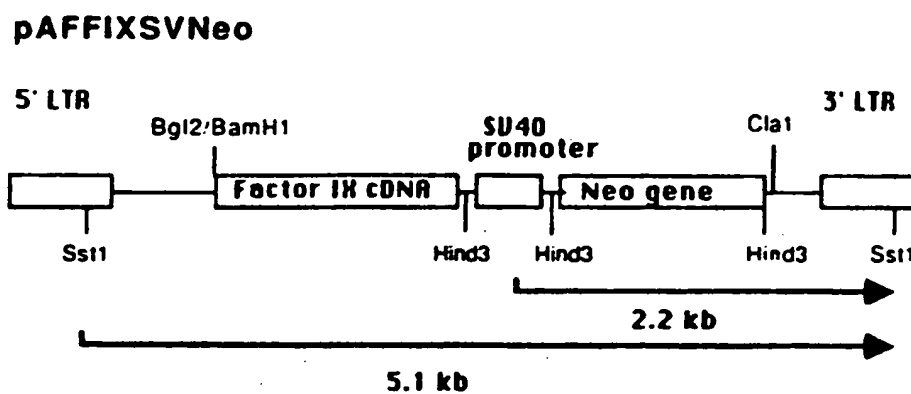 pAFFIXSVNeo
5' LTR
3' LTR
Bgl2/BamH1
SV40
promoter
Cla1
Factor IX cDNA
Neo gene
Sst1
Hind3
Hind3
Hind3
Sst1
2.2 kb
5.1 kb